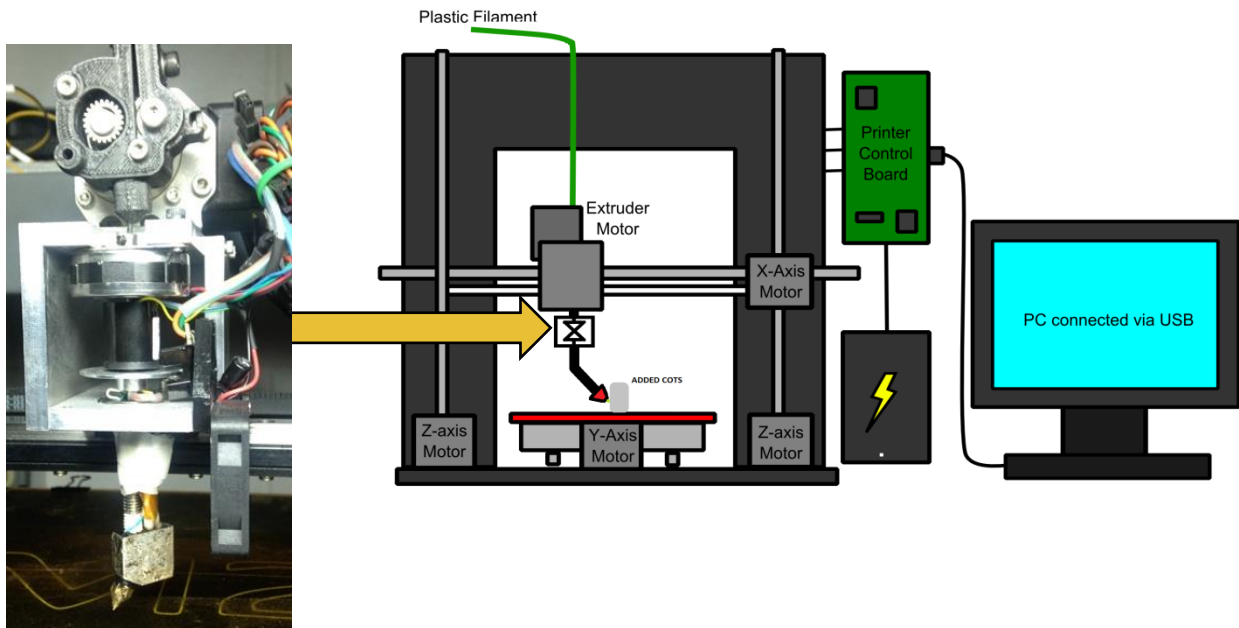 Plastic Filament
Extruder
Motor
Printer
Control
Board
X-Axis
Motor
PC connected via USB
ADDED COTS
Z-axis
Motor
Y-Axis
Motor
Z-axis
Motor